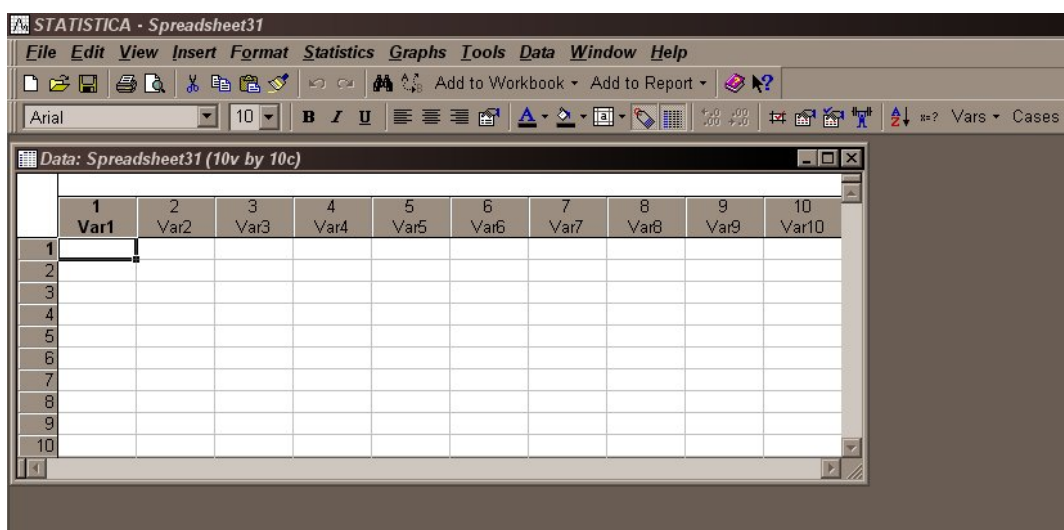 STATISTICA - Spreadsheet31
File Edit View Insert Format Statistics Graphs Tools Data Window Help
Add to Workbook Add to Report
Arial 10 B I U Vars Cases
Data: Spreadsheet31 (10v by 10c)
1 2 3 4 5 6 7 8 9 10
Var1 Var2 Var3 Var4 Var5 Var6 Var7 Var8 Var9 Var10
1
2
3
4
5
6
7
8
9
10